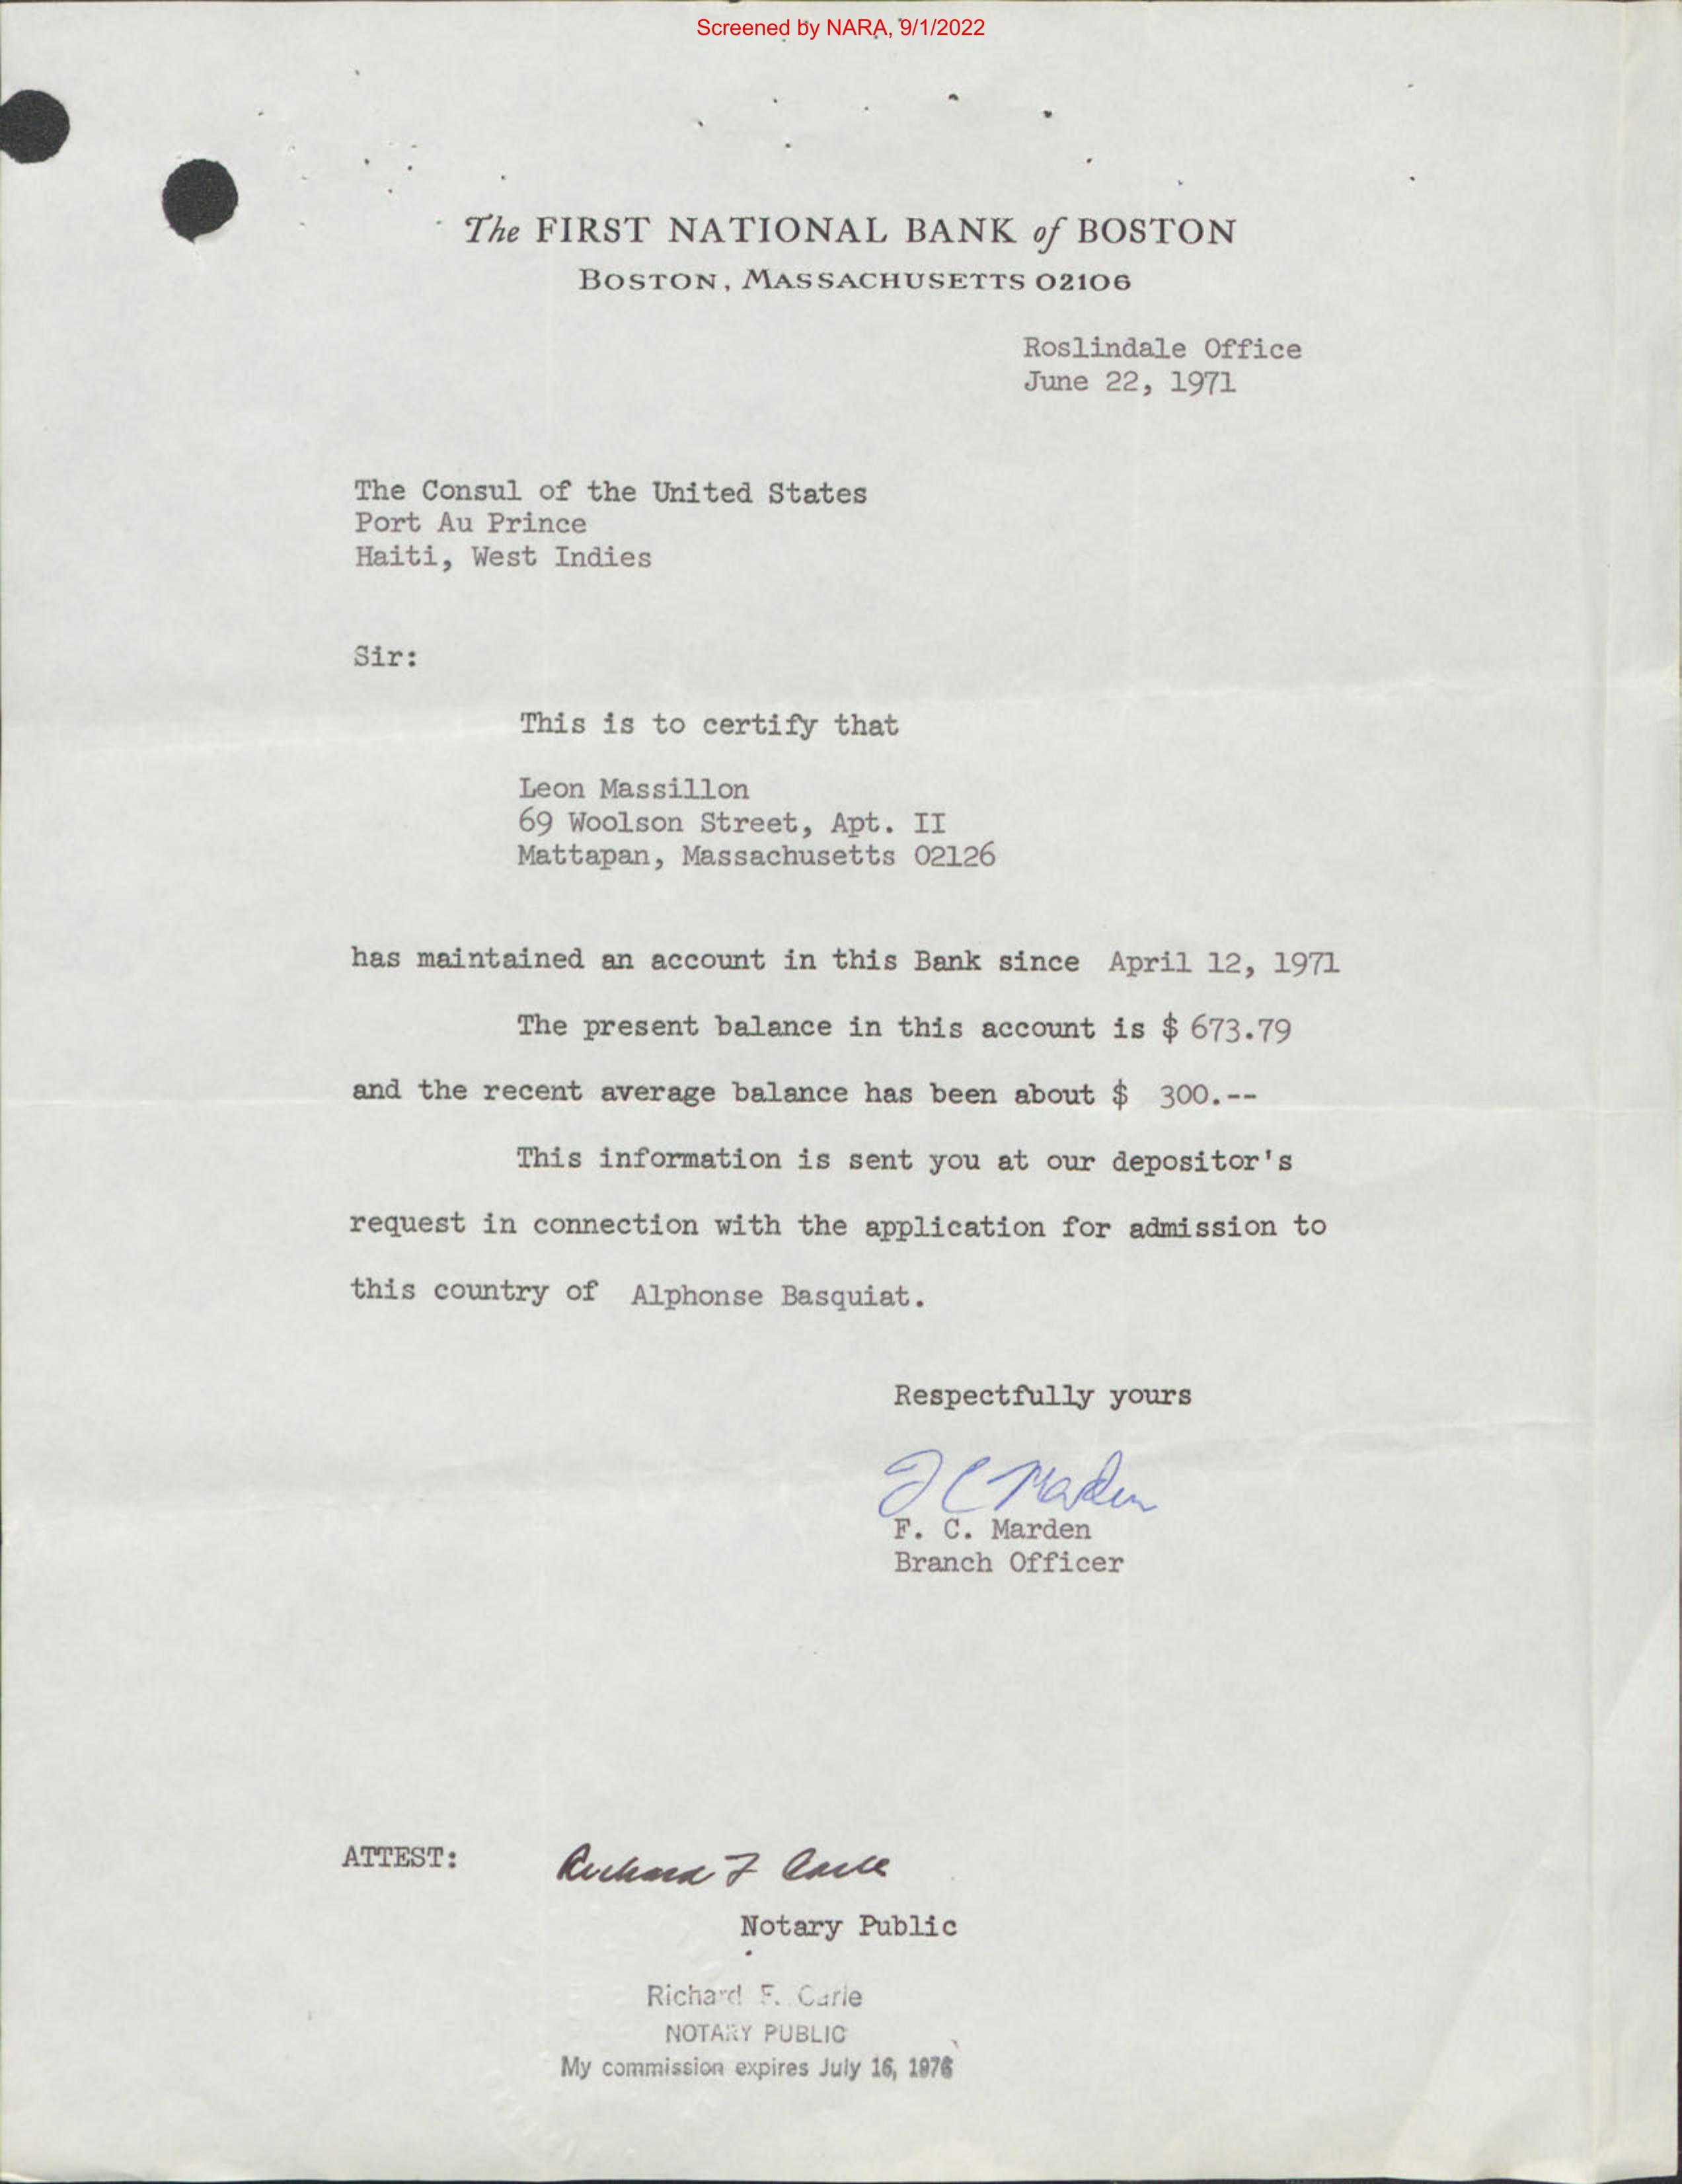 Screened by NARA, 9/1/2022
The FIRST NATIONAL BANK of BOSTON
BOSTON, MASSACHUSETTS 02106
Roslindale Office
June 22, 1971
The Consul of the United States
Port Au Prince
Haiti, West Indies
Sir:
This is to certify that
Leon Massillon
69 Woolson Street, Apt. II
Mattapan, Massachusetts 02126
has maintained an account in this Bank since April 12, 1971
The present balance in this account is $ 673.79
and the recent average balance has been about $ 300.--
This information is sent you at our depositor's
request in connection with the application for admission to
this country of Alphonse Basquiat.
Respectfully yours
F C Marden
F. C. Marden
Branch Officer
ATTEST: Richard F Carle
Notary Public
Richard F. Carle
NOTARY PUBLIC
My commission expires July 16, 1976